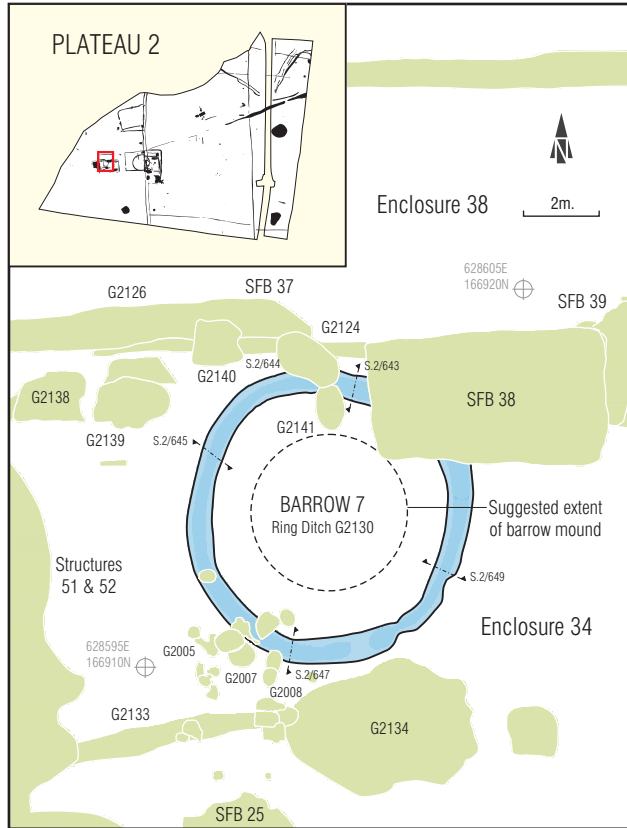 PLATEAU 2
Enclosure 38
2m.
628605E
166920N
SFB 39
SFB 37
G2126
G2124
S.2/644
S.2/643
G2140
G2138
SFB 38
G2139
G2141
S.2/645
BARROW 7
Ring Ditch G2130
Suggested extent
of barrow mound
Structures
51 & 52
S.2/649
Enclosure 34
628595E
166910N
G2005
G2007
S.2/647
G2008
G2133
G2134
SFB 25